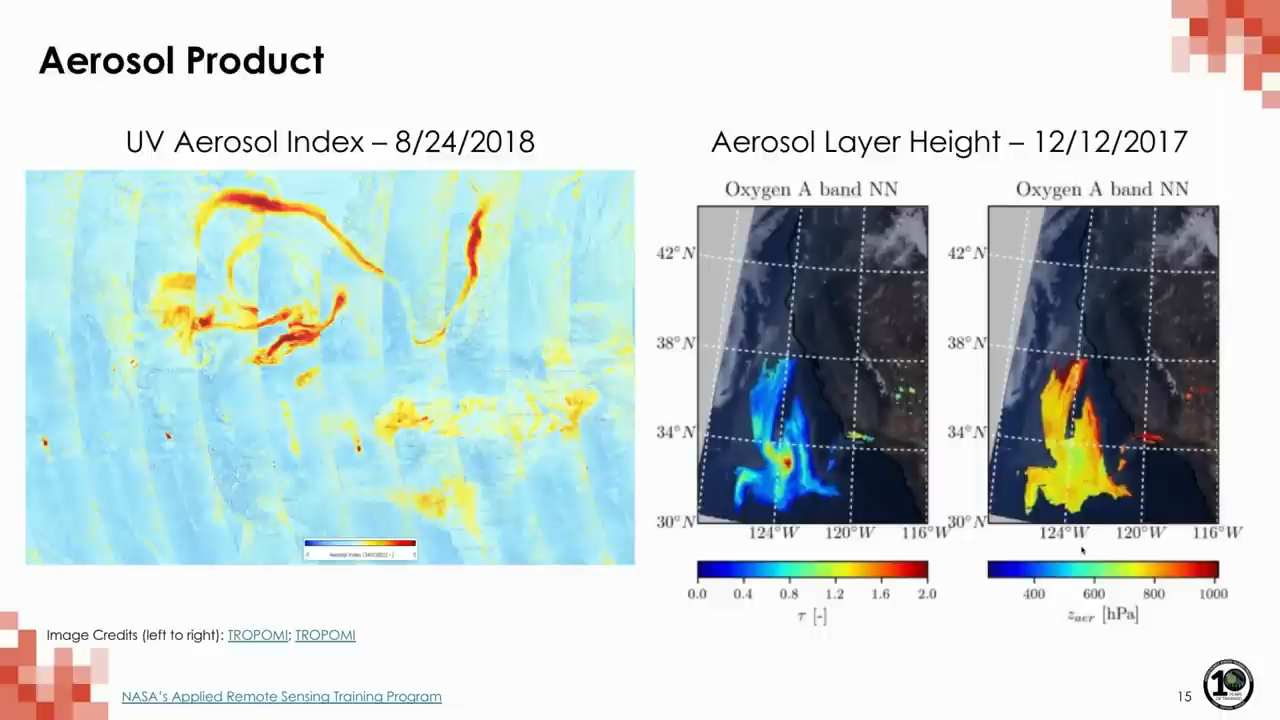 Aerosol Product
UV Aerosol Index – 8/24/2018
Aerosol Layer Height – 12/12/2017
Oxygen A band NN
Oxygen A band NN
42°N
42°N
38°N
38°N
34°N
34°N
30°N
30°N
124°W 120°W 116°W
124°W 120°W 116°W
0.0 0.4 0.8 1.2 1.6 2.0
400 600 800 1000
τ [-]
z_aer [hPa]
Image Credits (left to right): TROPOMI; TROPOMI
NASA's Applied Remote Sensing Training Program
15
10